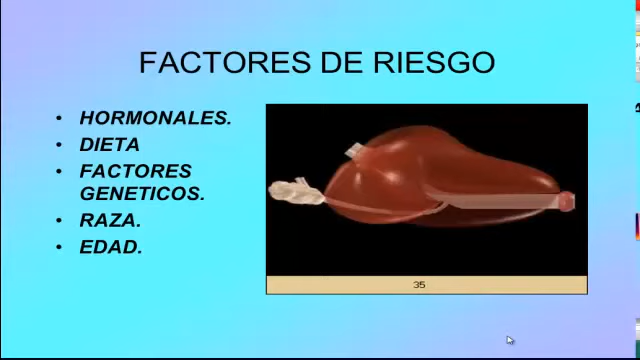 FACTORES DE RIESGO
• HORMONALES.
• DIETA
• FACTORES
GENETICOS.
• RAZA.
• EDAD.
35